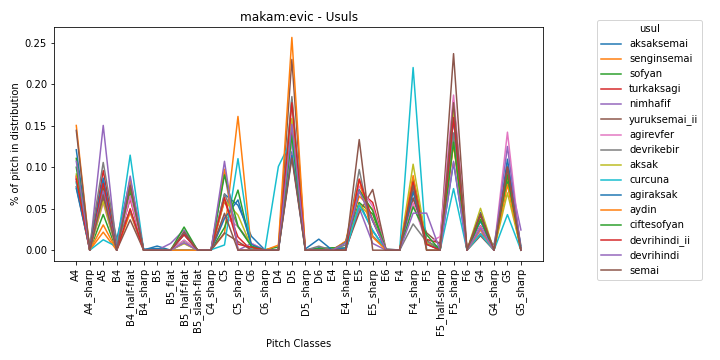 makam:evic - Usuls
% of pitch in distribution
0.25
0.20
0.15
0.10
0.05
0.00
A4
A4_sharp
A5
B4
B4_half-flat
B4_sharp
B5
B5_flat
B5_half-flat
B5_slash-flat
C4_sharp
C5
C5_sharp
C6
C6_sharp
D4
D5
D5_sharp
D6
E4
E4_sharp
E5
E5_sharp
E6
F4
F4_sharp
F5
F5_half-sharp
F5_sharp
F6
G4
G4_sharp
G5
G5_sharp
Pitch Classes
usul
aksaksemai
senginsemai
sofyan
turkaksagi
nimhafif
yuruksemai_ii
agirevfer
devrikebir
aksak
curcuna
agiraksak
aydin
ciftesofyan
devrihindi_ii
devrihindi
semai